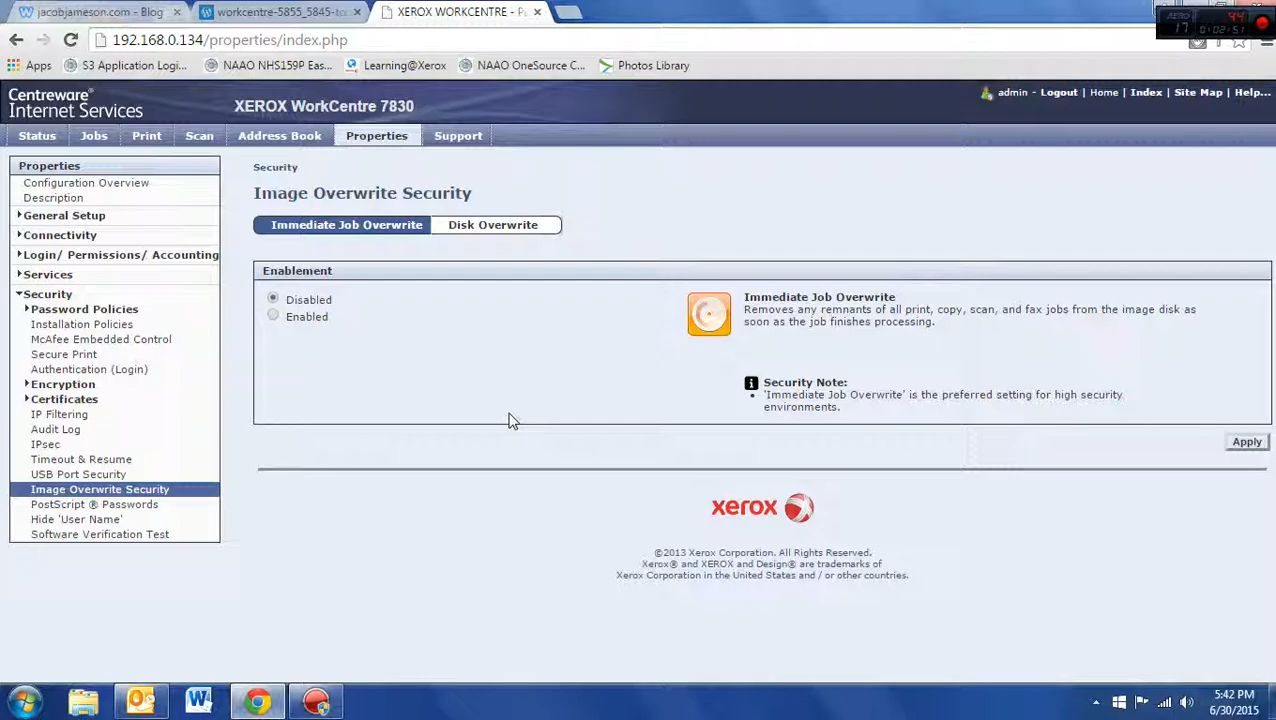 jacobjameson.com - Blog
workcentre-5855_5845-to
XEROX WORKCENTRE - P
AERO
17
44
0:02:51
192.168.0.134/properties/index.php
Apps
S3 Application Logi...
NAAO NHS159P Eas...
Learning@Xerox
NAAO OneSource C...
Photos Library
Centreware®
Internet Services
XEROX WorkCentre 7830
admin - Logout
Home
Index
Site Map
Help...
Status
Jobs
Print
Scan
Address Book
Properties
Support
Properties
Configuration Overview
Description
General Setup
Connectivity
Login/ Permissions/ Accounting
Services
Security
Password Policies
Installation Policies
McAfee Embedded Control
Secure Print
Authentication (Login)
Encryption
Certificates
IP Filtering
Audit Log
IPsec
Timeout & Resume
USB Port Security
Image Overwrite Security
PostScript ® Passwords
Hide 'User Name'
Software Verification Test
Security
Image Overwrite Security
Immediate Job Overwrite
Disk Overwrite
Enablement
Disabled
Enabled
Immediate Job Overwrite
Removes any remnants of all print, copy, scan, and fax jobs from the image disk as
soon as the job finishes processing.
Security Note:
• 'Immediate Job Overwrite' is the preferred setting for high security
environments.
Apply
xerox
©2013 Xerox Corporation. All Rights Reserved.
Xerox® and XEROX and Design® are trademarks of
Xerox Corporation in the United States and / or other countries.
5:42 PM
6/30/2015